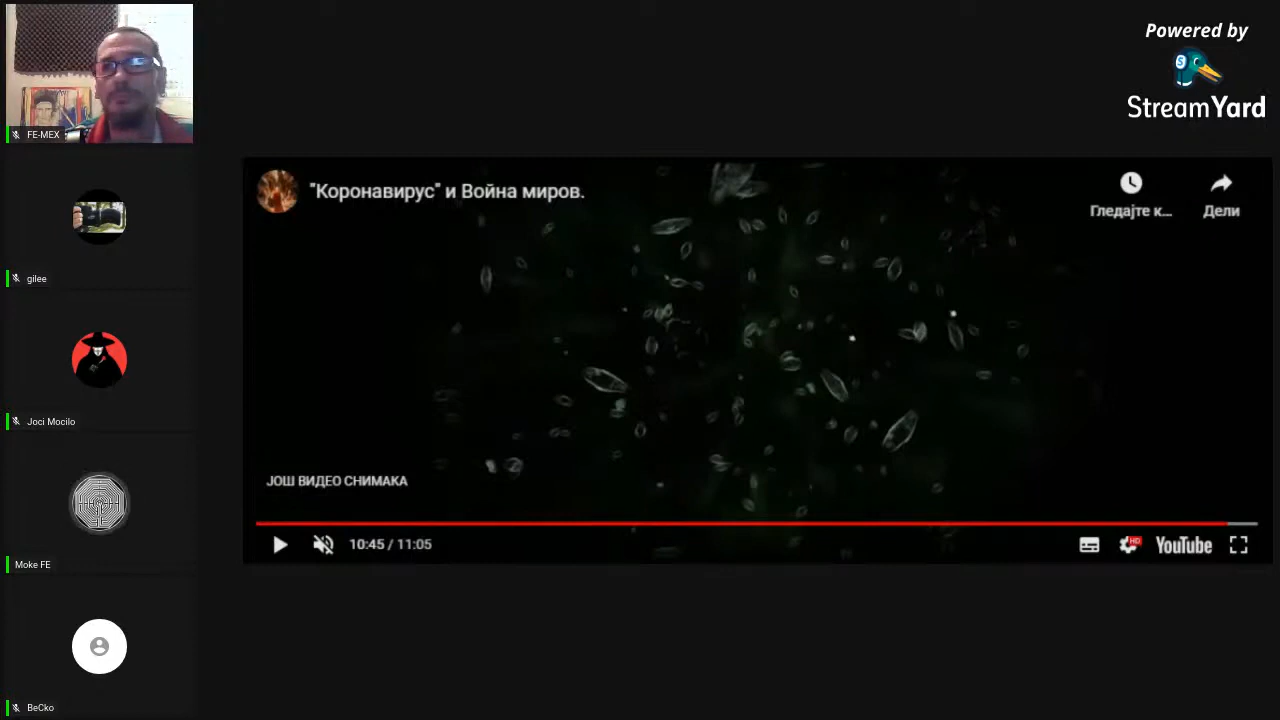 Powered by
StreamYard
FE-MEX
gilee
Joci Mocilo
Moke FE
BeCko
"Коронавирус" и Война миров.
Гледајте к...
Дели
ЈОШ ВИДЕО СНИМАКА
10:45 / 11:05
HD
YouTube